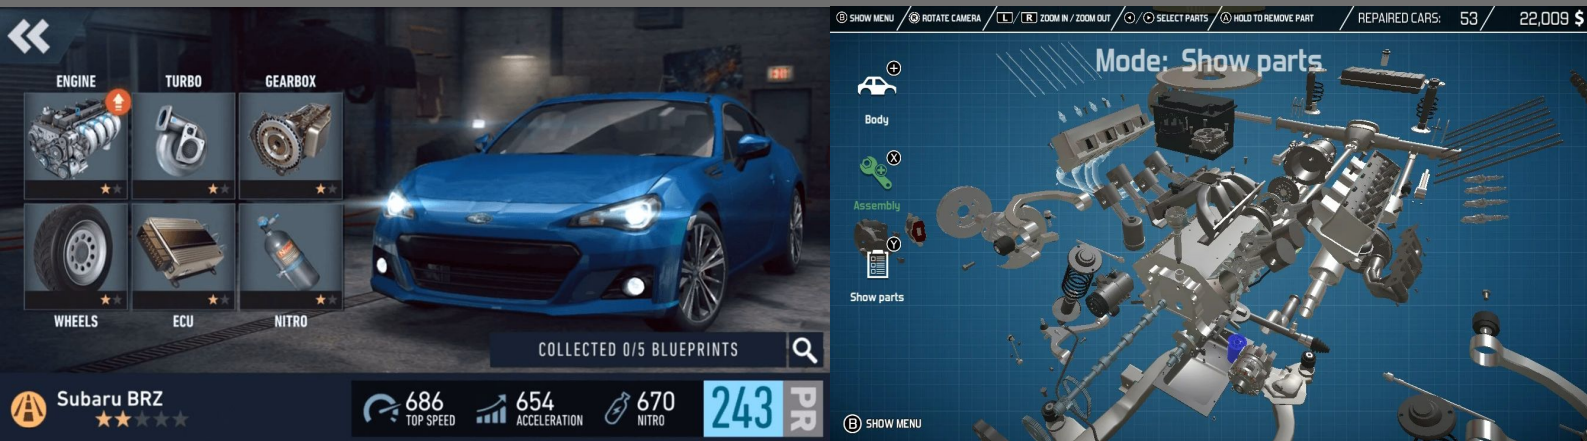 ENGINE TURBO GEARBOX
WHEELS ECU NITRO
COLLECTED 0/5 BLUEPRINTS
Subaru BRZ
686 TOP SPEED
654 ACCELERATION
670 NITRO
243 PR
B SHOW MENU / ROTATE CAMERA / L / R ZOOM IN / ZOOM OUT / SELECT PARTS / A HOLD TO REMOVE PART / REPAIRED CARS: 53 / 22,009 $
Mode: Show parts
Body
X
Assembly
Y
Show parts
B SHOW MENU